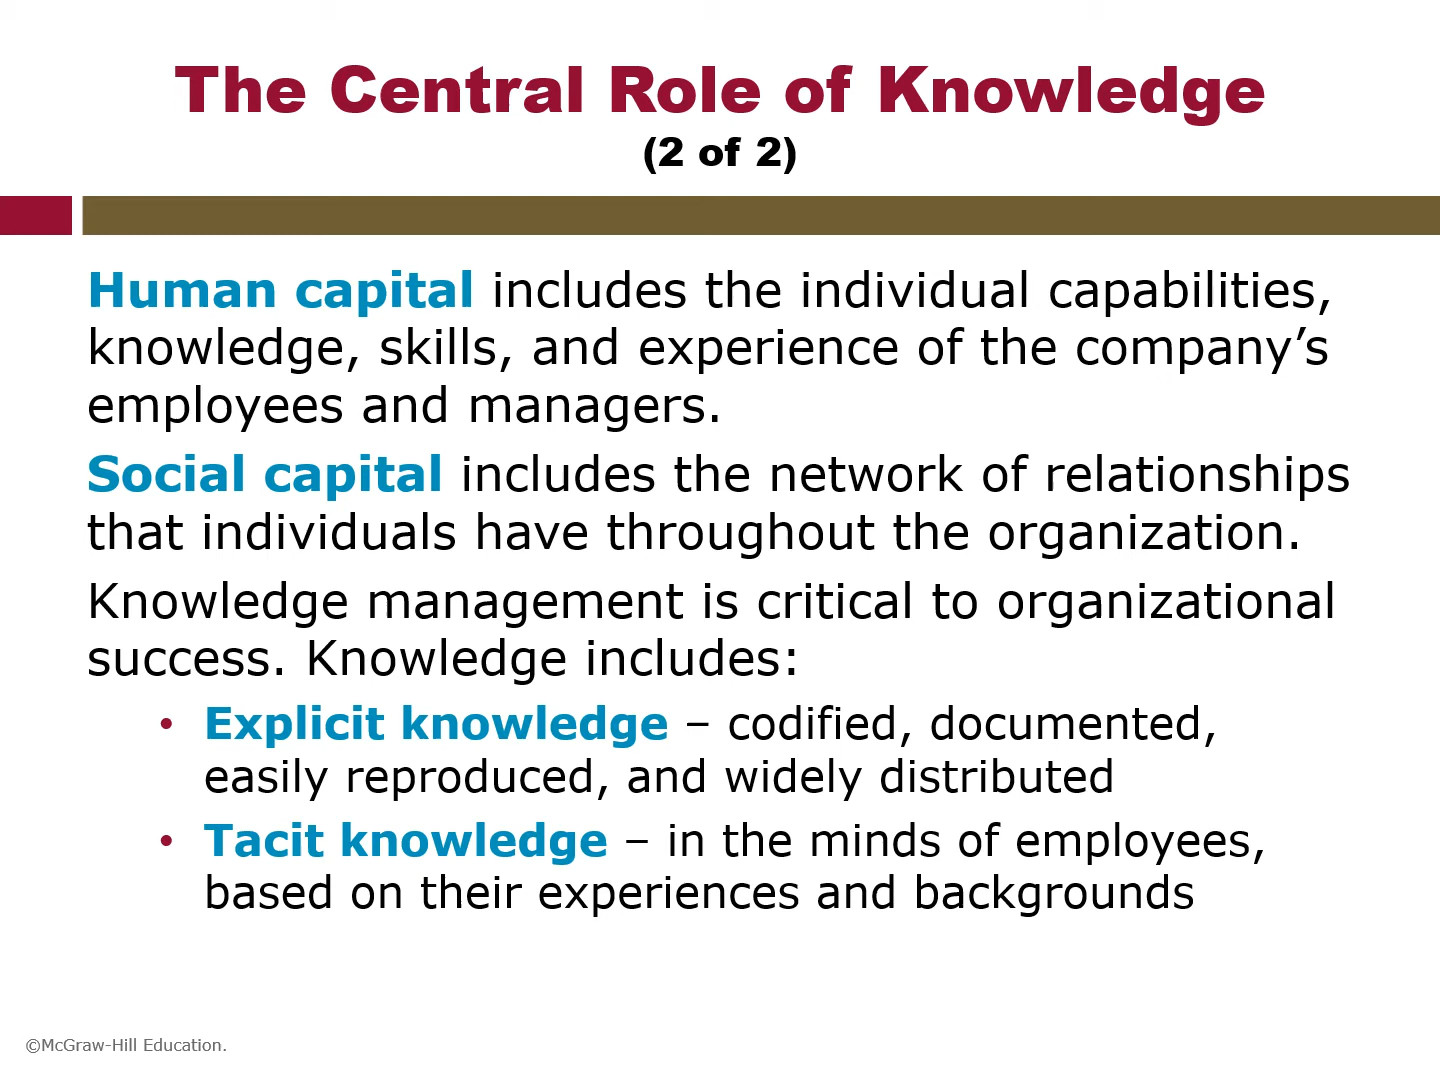 The Central Role of Knowledge
(2 of 2)
Human capital includes the individual capabilities,
knowledge, skills, and experience of the company’s
employees and managers.
Social capital includes the network of relationships
that individuals have throughout the organization.
Knowledge management is critical to organizational
success. Knowledge includes:
• Explicit knowledge – codified, documented,
easily reproduced, and widely distributed
• Tacit knowledge – in the minds of employees,
based on their experiences and backgrounds
©McGraw-Hill Education.